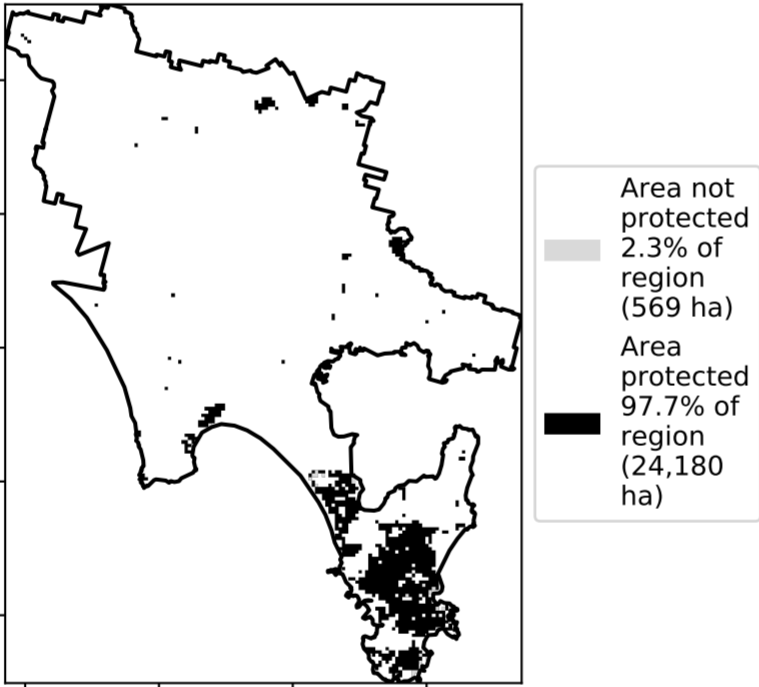 Area not
protected
2.3% of
region
(569 ha)
Area
protected
97.7% of
region
(24,180
ha)